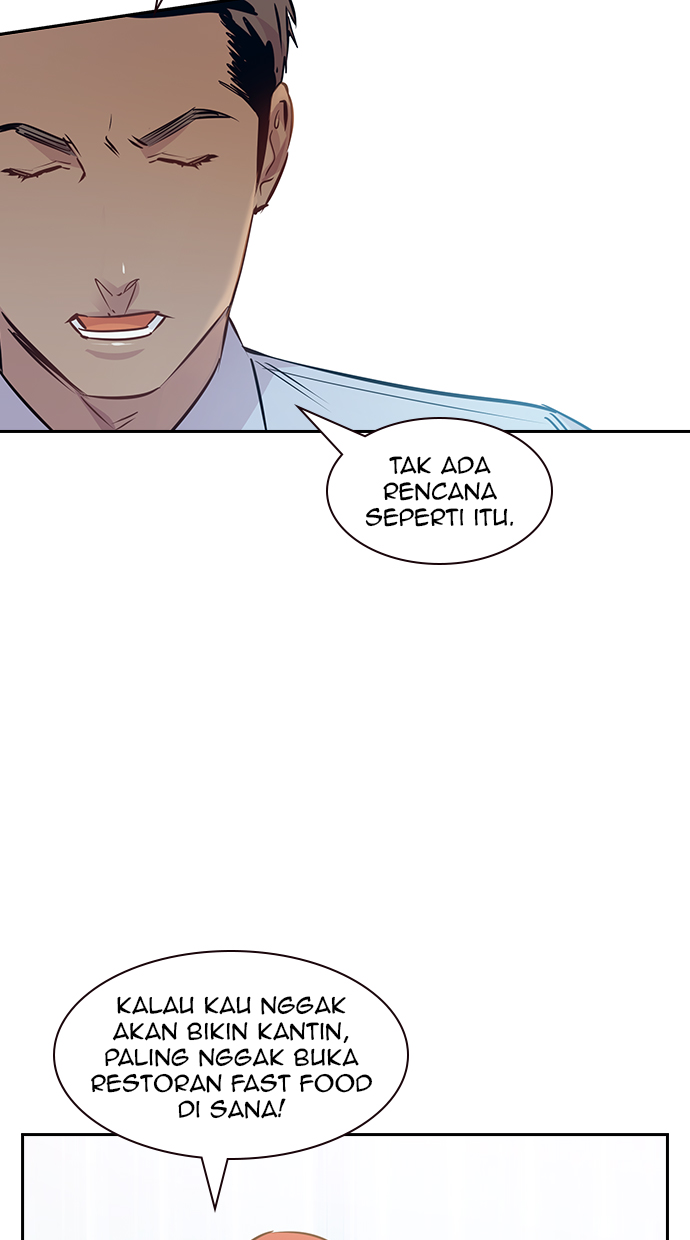 TAK ADA
RENCANA
SEPERTI ITU.
KALAU KAU NGGAK
AKAN BIKIN KANTIN,
PALING NGGAK BUKA
RESTORAN FAST FOOD
DI SANA!